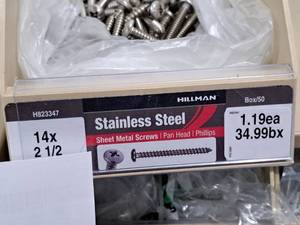 HILLMAN
H823347
Box/50
14x
2 1/2
Stainless Steel
Sheet Metal Screws | Pan Head | Phillips
1.19ea
34.99bx